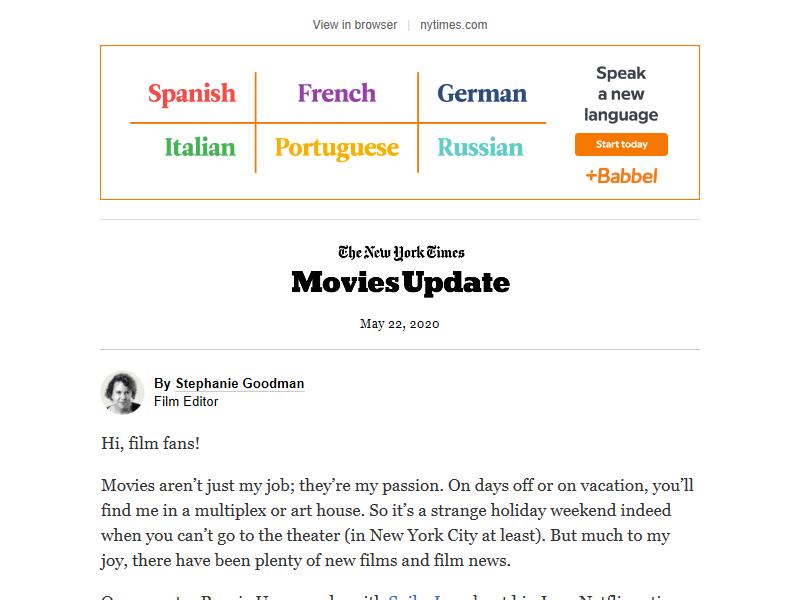 View in browser | nytimes.com
Spanish French German
Italian Portuguese Russian
Speak
a new
language
Start today
+Babbel
The New York Times
Movies Update
May 22, 2020
By Stephanie Goodman
Film Editor
Hi, film fans!
Movies aren’t just my job; they’re my passion. On days off or on vacation, you’ll
find me in a multiplex or art house. So it’s a strange holiday weekend indeed
when you can’t go to the theater (in New York City at least). But much to my
joy, there have been plenty of new films and film news.